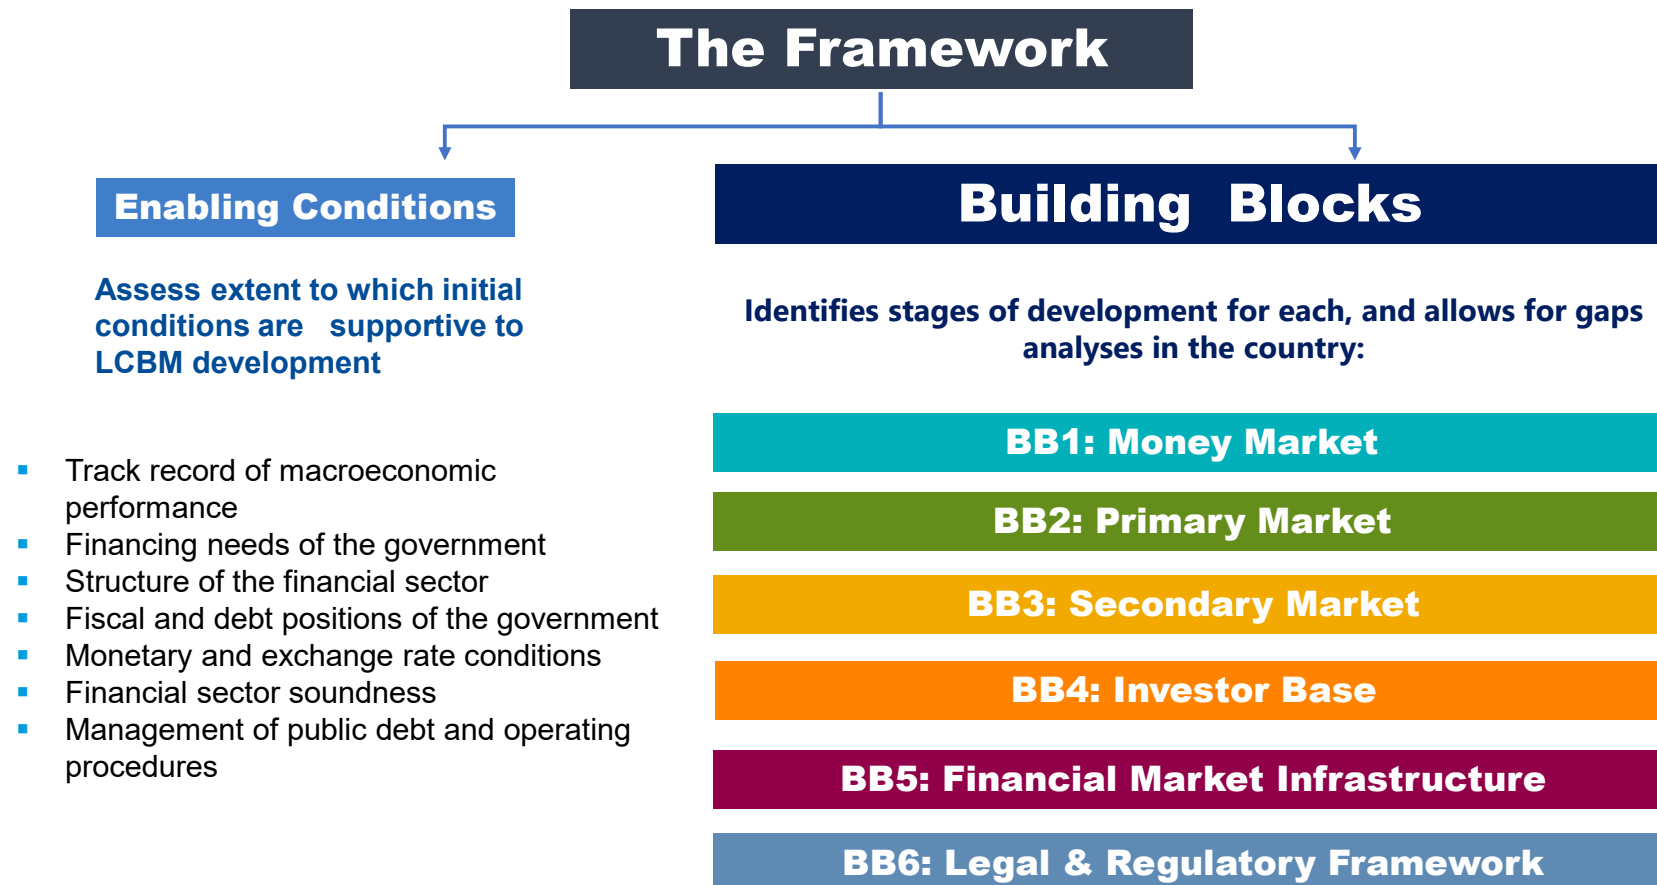 The Framework
Enabling Conditions
Assess extent to which initial
conditions are supportive to
LCBM development
▪ Track record of macroeconomic
performance
▪ Financing needs of the government
▪ Structure of the financial sector
▪ Fiscal and debt positions of the government
▪ Monetary and exchange rate conditions
▪ Financial sector soundness
▪ Management of public debt and operating
procedures
Building Blocks
Identifies stages of development for each, and allows for gaps
analyses in the country:
BB1: Money Market
BB2: Primary Market
BB3: Secondary Market
BB4: Investor Base
BB5: Financial Market Infrastructure
BB6: Legal & Regulatory Framework